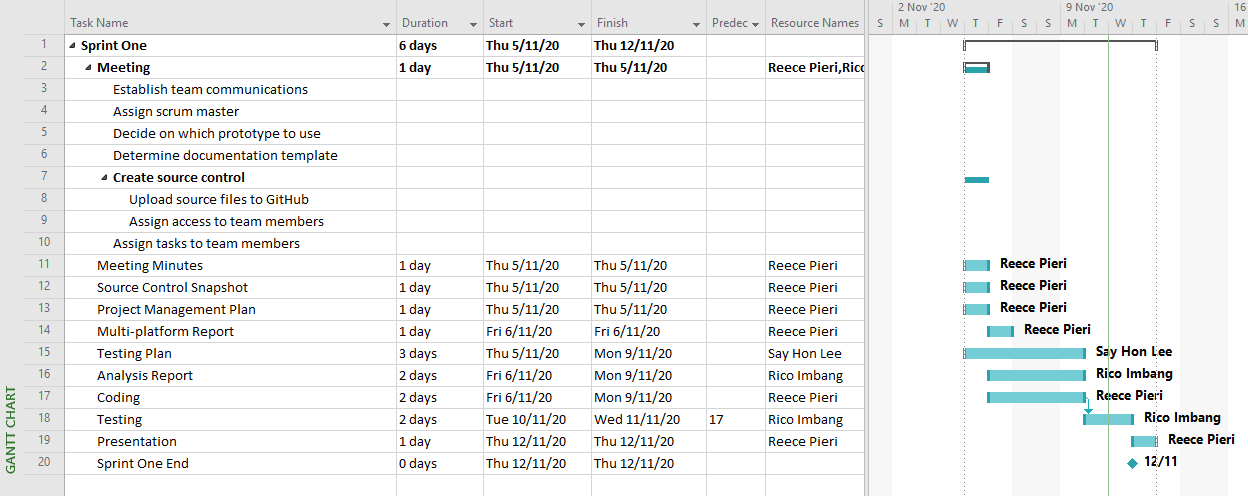 Task Name Duration Start Finish Predec Resource Names 2 Nov '20 9 Nov '20 16
S M T W T F S S M T W T F S S M
1 Sprint One 6 days Thu 5/11/20 Thu 12/11/20
2 Meeting 1 day Thu 5/11/20 Thu 5/11/20 Reece Pieri,Rico
3 Establish team communications
4 Assign scrum master
5 Decide on which prototype to use
6 Determine documentation template
7 Create source control
8 Upload source files to GitHub
9 Assign access to team members
10 Assign tasks to team members
11 Meeting Minutes 1 day Thu 5/11/20 Thu 5/11/20 Reece Pieri Reece Pieri
12 Source Control Snapshot 1 day Thu 5/11/20 Thu 5/11/20 Reece Pieri Reece Pieri
13 Project Management Plan 1 day Thu 5/11/20 Thu 5/11/20 Reece Pieri Reece Pieri
14 Multi-platform Report 1 day Fri 6/11/20 Fri 6/11/20 Reece Pieri Reece Pieri
15 Testing Plan 3 days Thu 5/11/20 Mon 9/11/20 Say Hon Lee Say Hon Lee
16 Analysis Report 2 days Fri 6/11/20 Mon 9/11/20 Rico Imbang Rico Imbang
17 Coding 2 days Fri 6/11/20 Mon 9/11/20 Reece Pieri Reece Pieri
18 Testing 2 days Tue 10/11/20 Wed 11/11/20 17 Rico Imbang Rico Imbang
19 Presentation 1 day Thu 12/11/20 Thu 12/11/20 Reece Pieri Reece Pieri
20 Sprint One End 0 days Thu 12/11/20 Thu 12/11/20 12/11
GANTT CHART